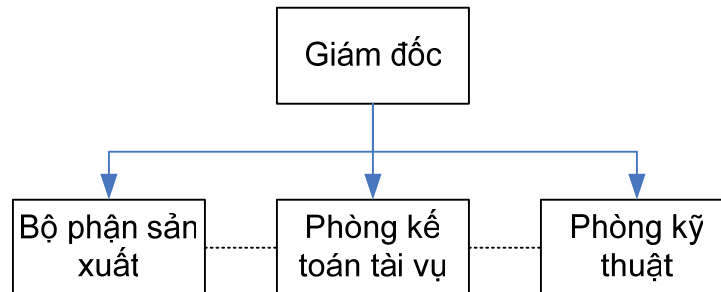 Giám đốc
Bộ phận sản
xuất
Phòng kế
toán tài vụ
Phòng kỹ
thuật